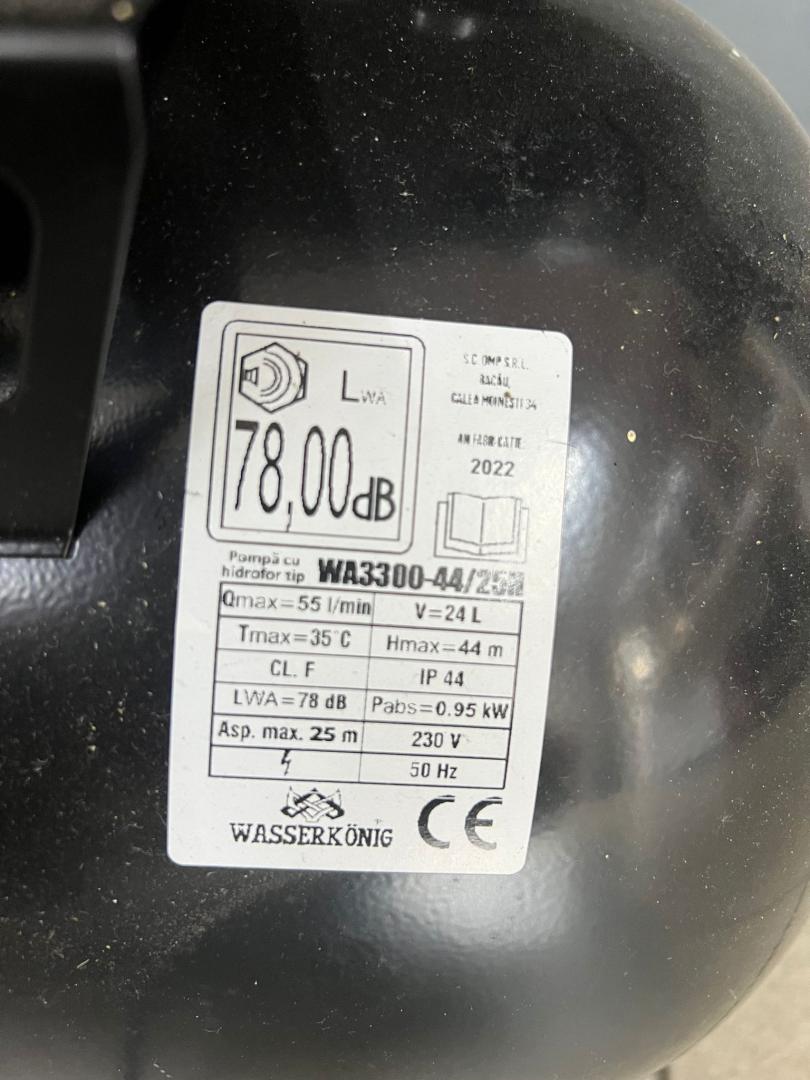 LWA
78,00dB
S.C. OMP S.R.L.
BACĂU,
CALEA MOINESTI 34
AN FABRICATIE
2022
Pompă cu
hidrofor tip WA3300-44/25H
Qmax=55 l/min V=24 L
Tmax=35°C Hmax=44 m
CL. F IP 44
LWA=78 dB Pabs=0.95 kW
Asp. max. 25 m 230 V
50 Hz
WASSERKÖNIG CE